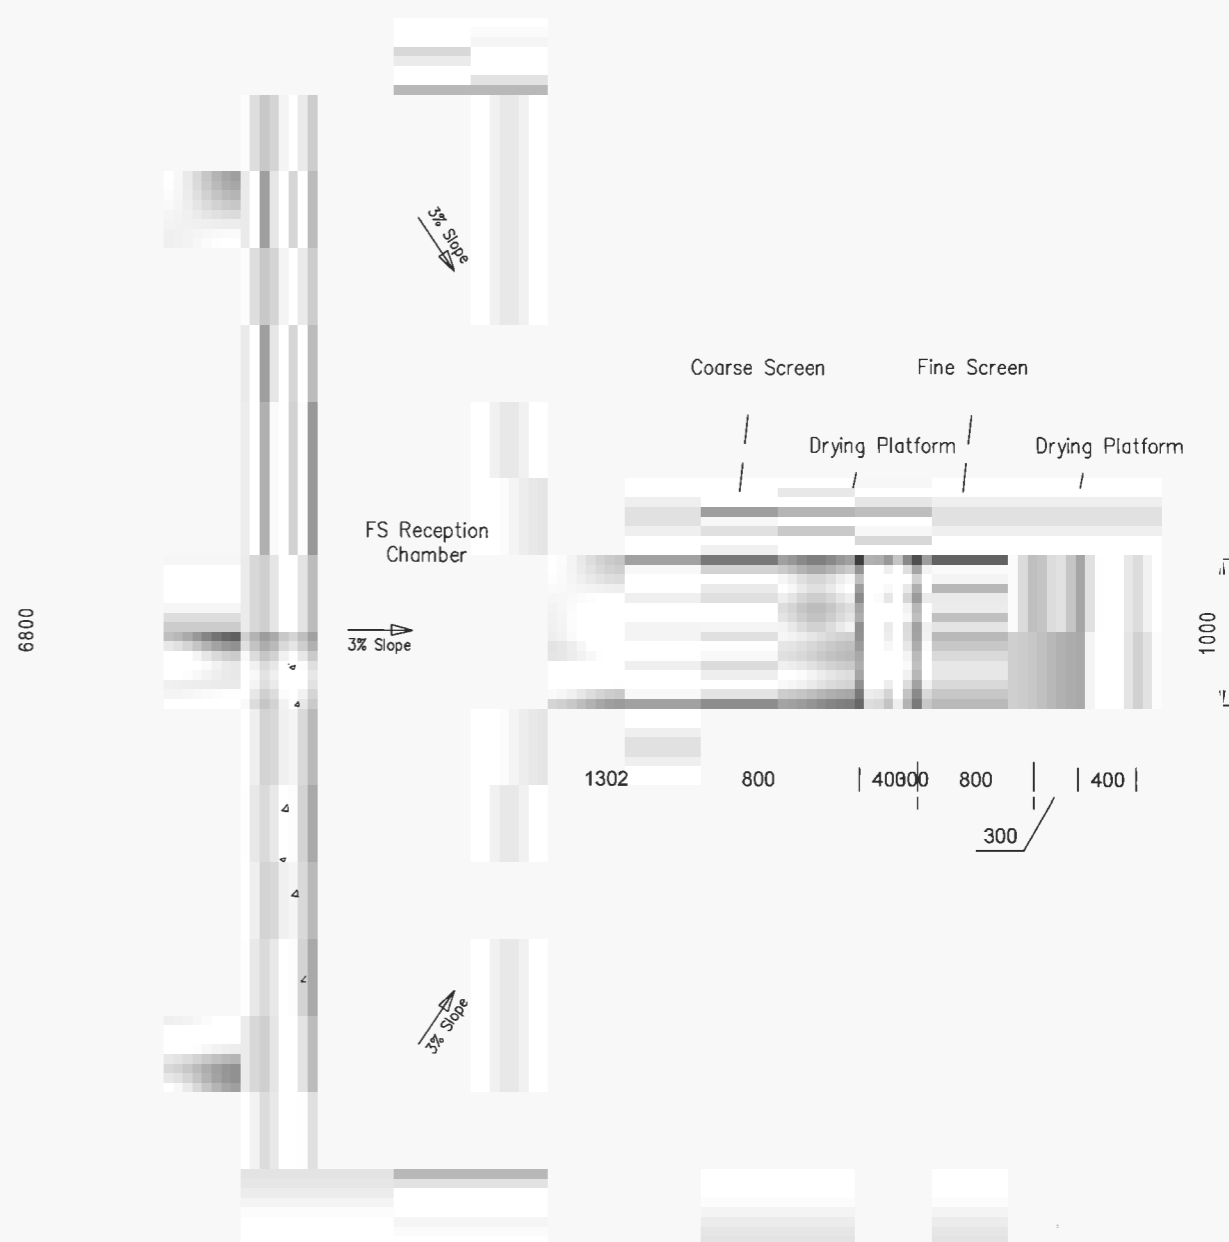 3% Slope
Coarse Screen
Fine Screen
Drying Platform
Drying Platform
FS Reception
Chamber
6800
3% Slope
1000
1302
800
400
800
400
300
3% Slope